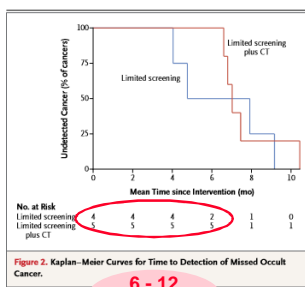 100
75
50
25
0
Undetected Cancer (% of cancers)
Limited screening
plus CT
Limited screening
0 2 4 6 8 10
Mean Time since Intervention (mo)
No. at Risk
Limited screening 4 4 4 2 1 0
Limited screening 5 5 5 5 1 1
plus CT
Figure 2. Kaplan–Meier Curves for Time to Detection of Missed Occult
Cancer.
6 - 12